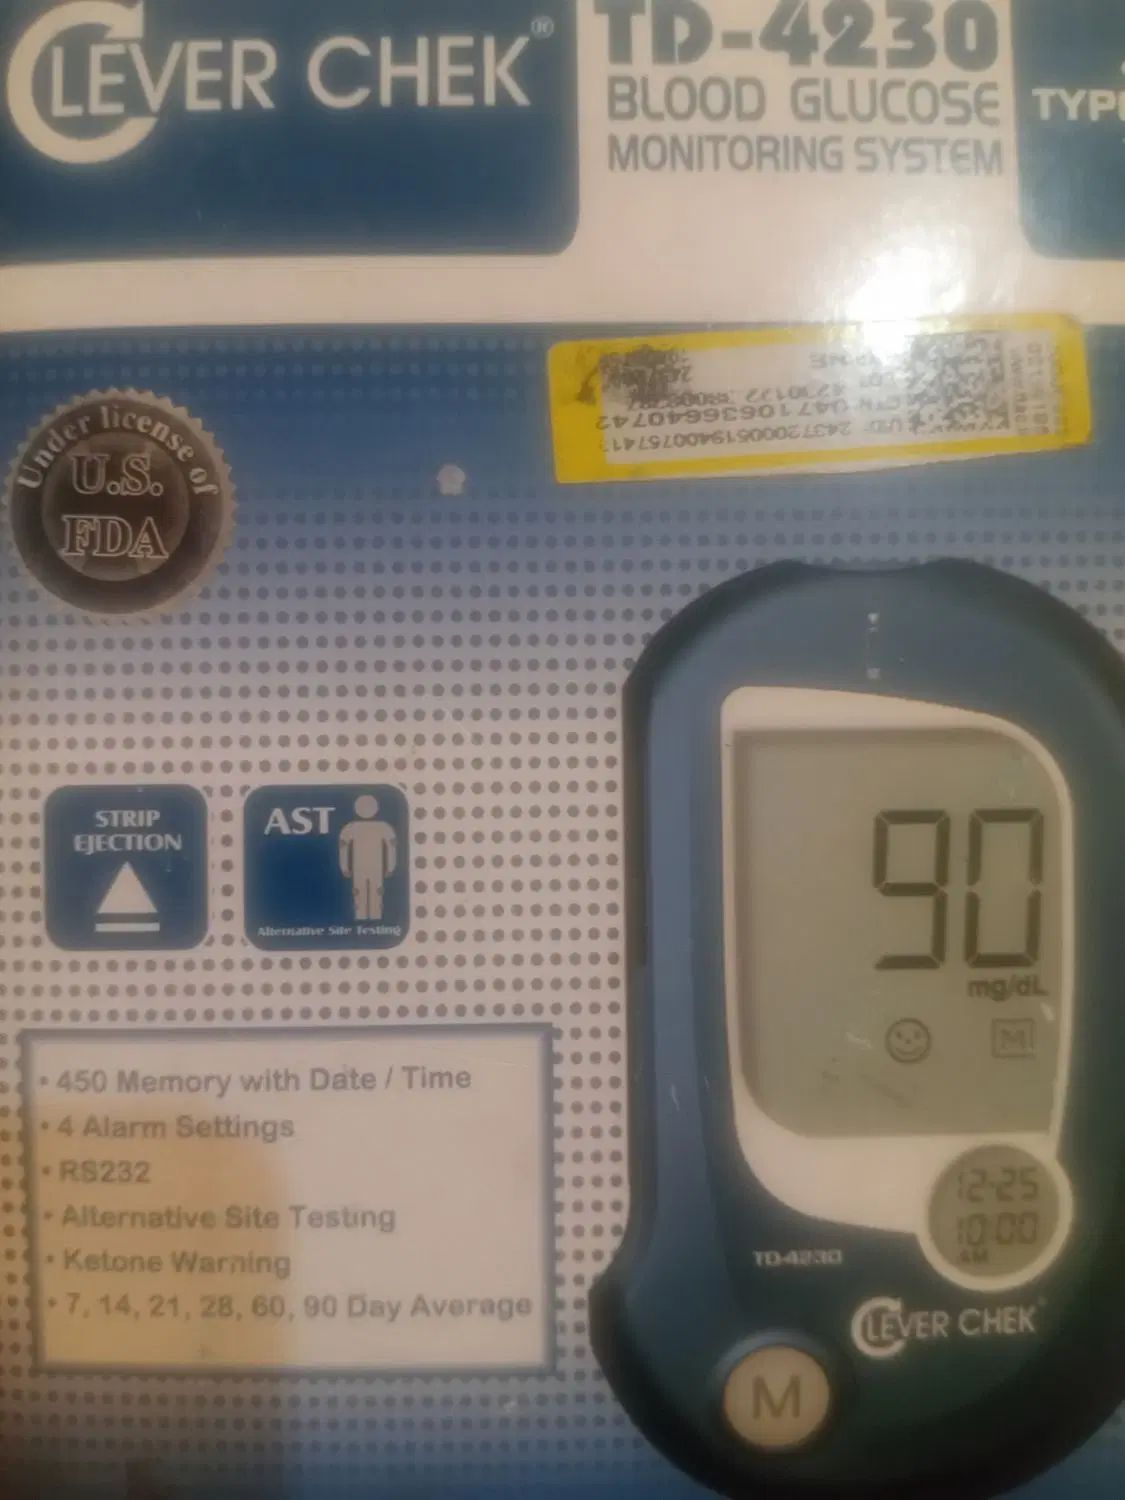 CLEVER CHEK®
TD-4230
BLOOD GLUCOSE
MONITORING SYSTEM
Under license of
U.S.
FDA
STRIP
EJECTION
AST
Alternative Site Testing
• 450 Memory with Date / Time
• 4 Alarm Settings
• RS232
• Alternative Site Testing
• Ketone Warning
• 7, 14, 21, 28, 60, 90 Day Average
90
mg/dL
M
12-25
10:00
AM
TD-4230
CLEVER CHEK
M